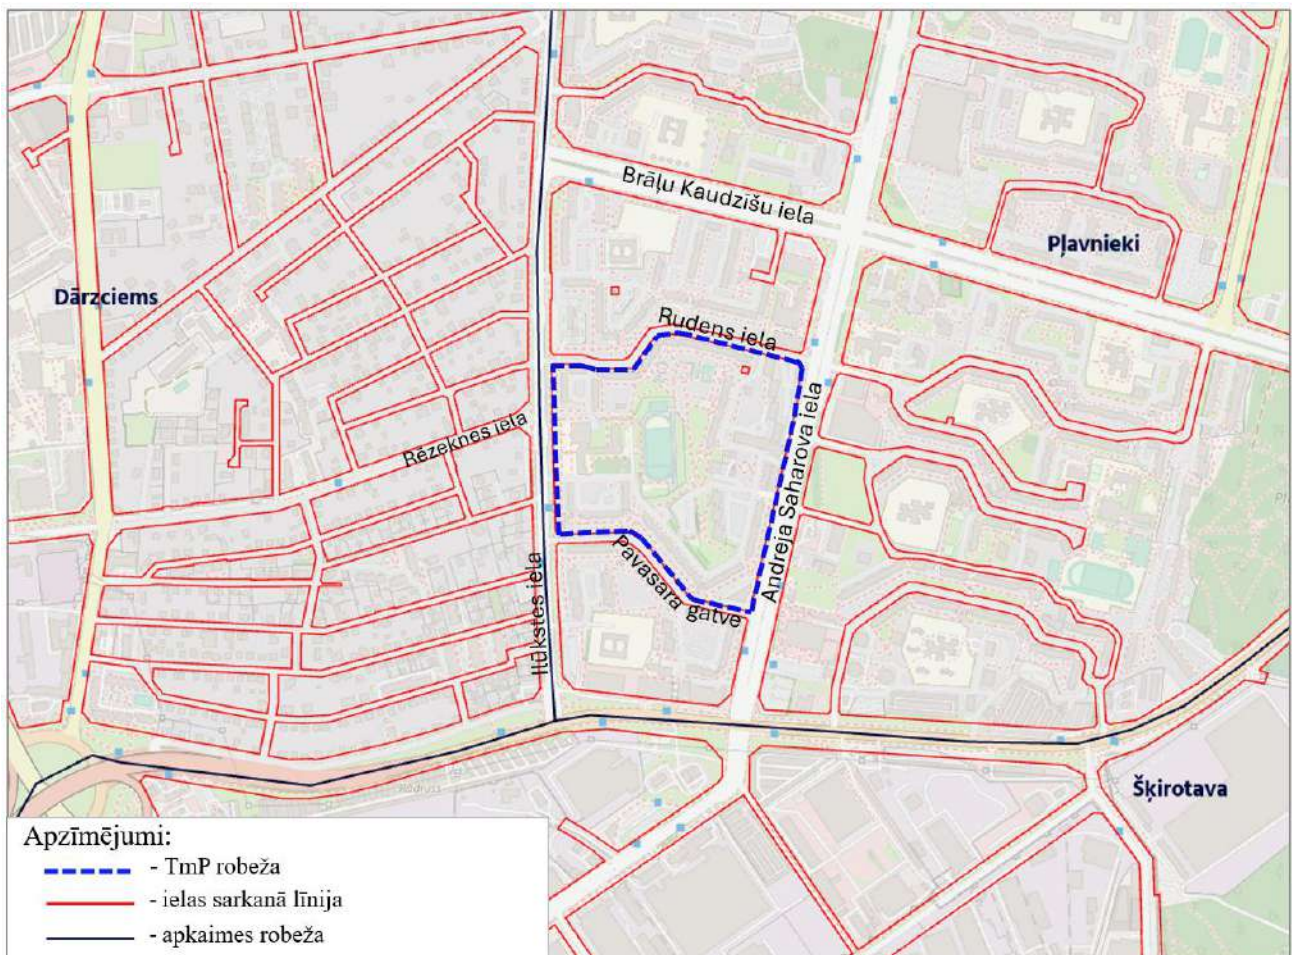 Brāļu Kaudzīšu iela
Pļavnieki
Dārzciems
Rudens iela
Andreja Saharova iela
Rēzeknes iela
Pavasara gatve
Ilūkstes iela
Šķirotava
Apzīmējumi:
- TmP robeža
- ielas sarkanā līnija
- apkaimes robeža